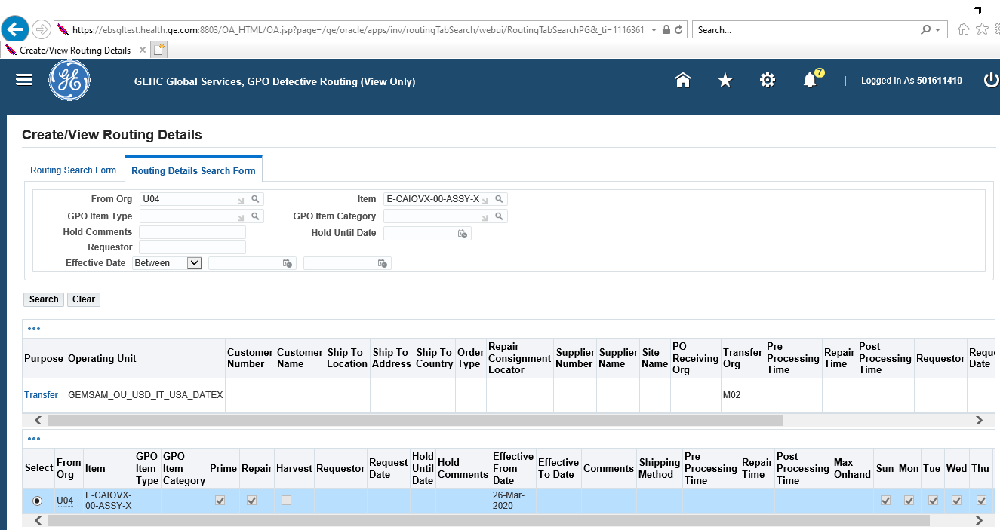 https://ebsgltest.health.ge.com:8803/OA_HTML/OA.jsp?page=/ge/oracle/apps/inv/routingTabSearch/webui/RoutingTabSearchPG&_ti=1116361
Search...
Create/View Routing Details
GE
GEHC Global Services, GPO Defective Routing (View Only)
7
Logged In As 501611410
Create/View Routing Details
Routing Search Form
Routing Details Search Form
From Org U04 Item E-CAIOVX-00-ASSY-X
GPO Item Type GPO Item Category
Hold Comments Hold Until Date
Requestor
Effective Date Between
Search Clear
Purpose Operating Unit Customer Number Customer Name Ship To Location Ship To Address Ship To Country Order Type Repair Consignment Locator Supplier Number Supplier Name Site Name PO Receiving Org Transfer Org Pre Processing Time Repair Time Post Processing Time Requestor Reque Date
Transfer GEMSAM_OU_USD_IT_USA_DATEX M02
Select From Org Item GPO Item Type GPO Item Category Prime Repair Harvest Requestor Request Date Hold Until Date Hold Comments Effective From Date Effective To Date Comments Shipping Method Pre Processing Time Repair Time Post Processing Time Max Onhand Sun Mon Tue Wed Thu
U04 E-CAIOVX-00-ASSY-X 26-Mar-2020